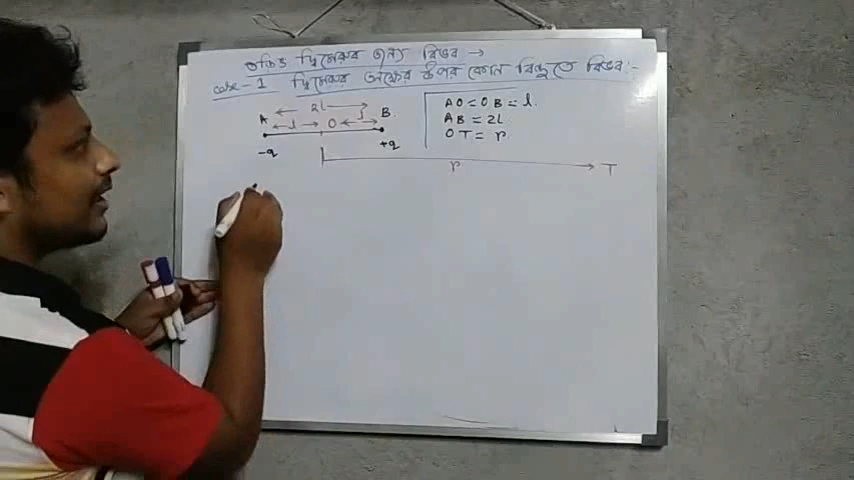 তড়িৎ দ্বিমেরুর জন্য বিভব →
case - 1 দ্বিমেরুর অক্ষের উপর কোন বিন্দুতে বিভব :-
← 2l →
A ← l → O ← l → B
-q +q
AO = OB = l.
AB = 2l
OT = r.
r T